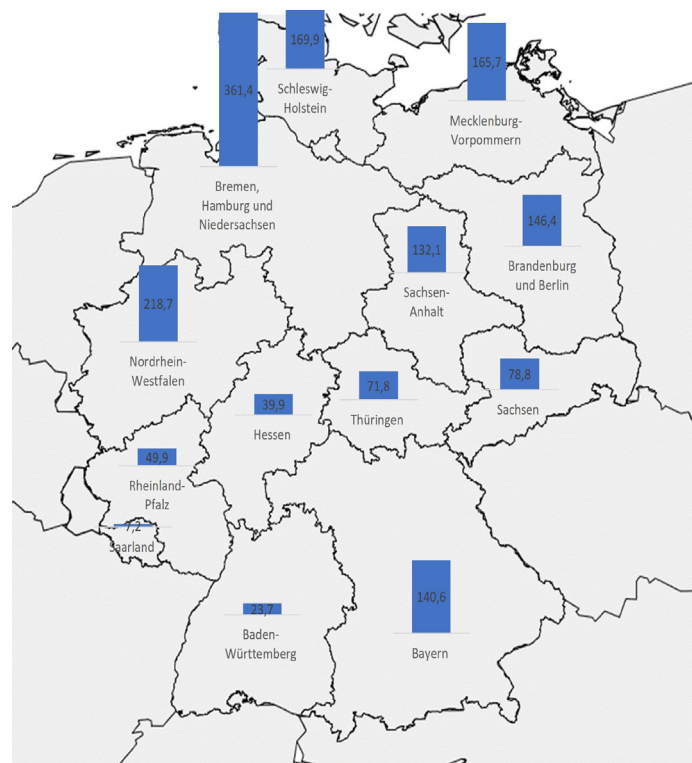 169,9
Schleswig-
Holstein
165,7
Mecklenburg-
Vorpommern
361,4
Bremen,
Hamburg und
Niedersachsen
146,4
Brandenburg
und Berlin
132,1
Sachsen-
Anhalt
218,7
Nordrhein-
Westfalen
39,9
Hessen
71,8
Thüringen
78,8
Sachsen
49,9
Rheinland-
Pfalz
7,2
Saarland
23,7
Baden-
Württemberg
140,6
Bayern